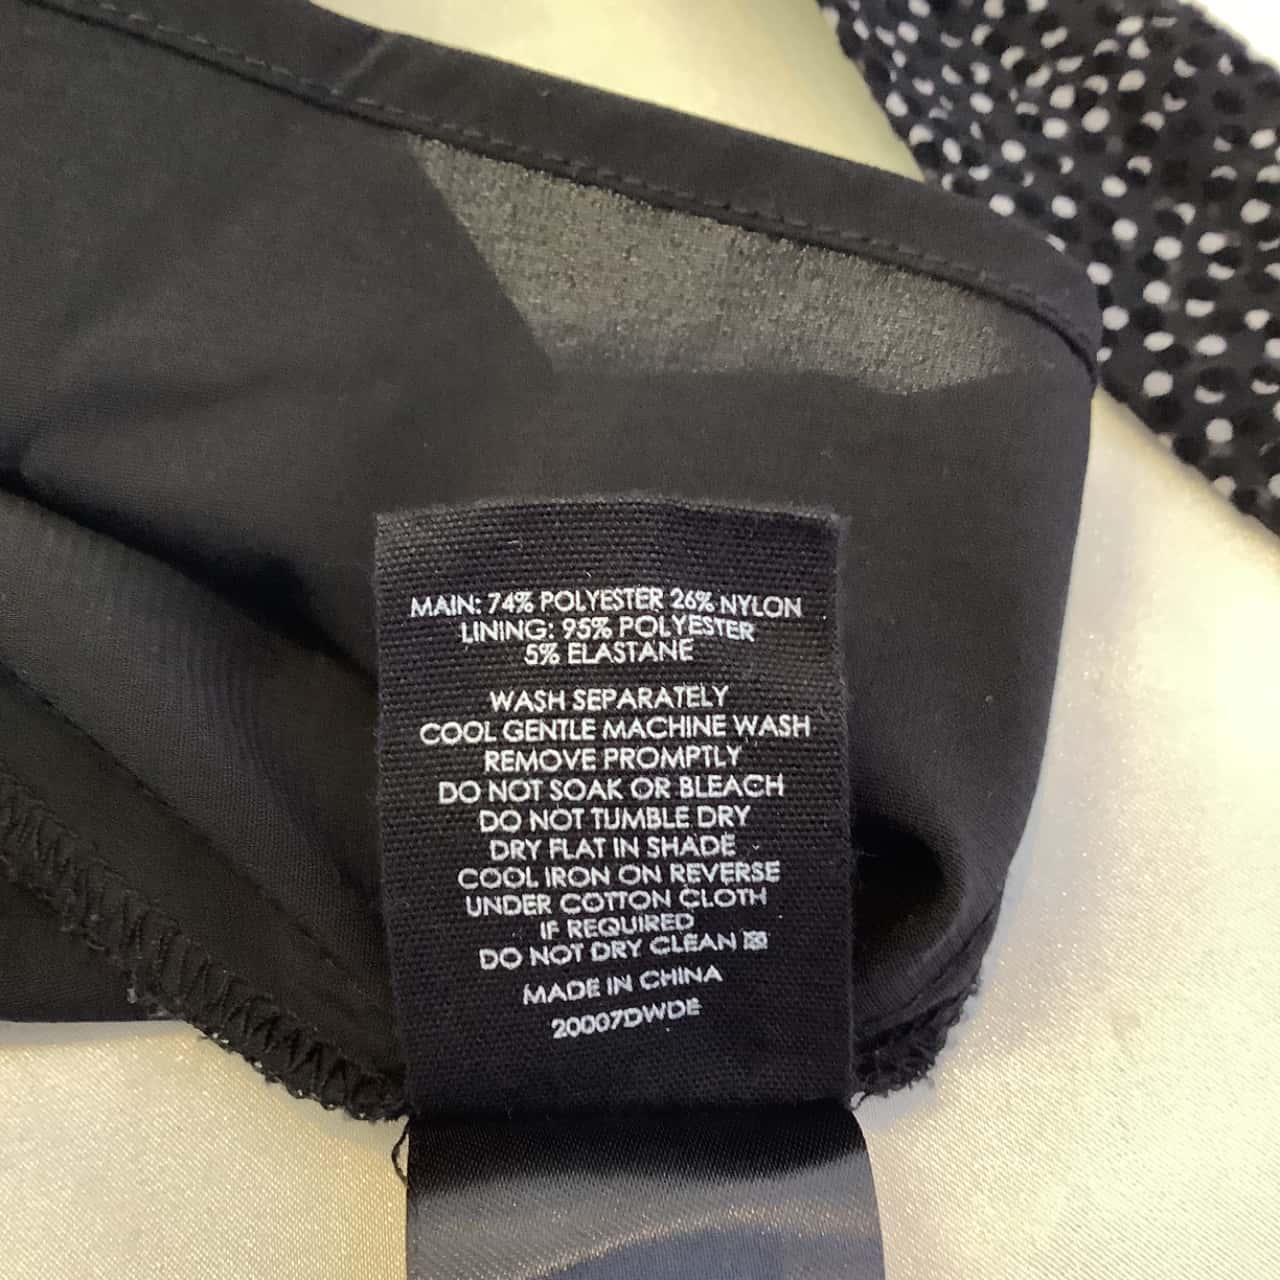 MAIN: 74% POLYESTER 26% NYLON
LINING: 95% POLYESTER
5% ELASTANE
WASH SEPARATELY
COOL GENTLE MACHINE WASH
REMOVE PROMPTLY
DO NOT SOAK OR BLEACH
DO NOT TUMBLE DRY
DRY FLAT IN SHADE
COOL IRON ON REVERSE
UNDER COTTON CLOTH
IF REQUIRED
DO NOT DRY CLEAN
MADE IN CHINA
20007DWDE